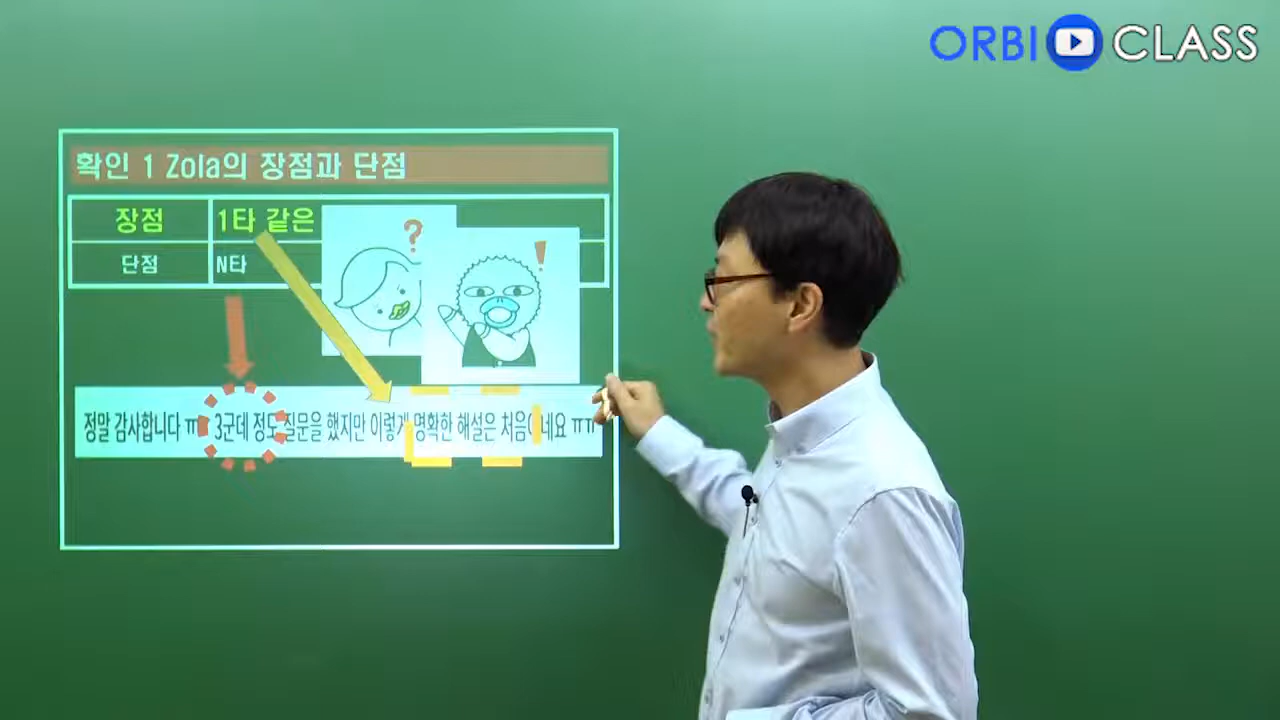 ORBI CLASS
확인 1 Zola의 장점과 단점
장점 1타 같은
?
!
단점 N타
정말 감사합니다 ㅠ 3군데 정도 질문을 했지만 이렇게 명확한 해설은 처음이네요 ㅠㅠ